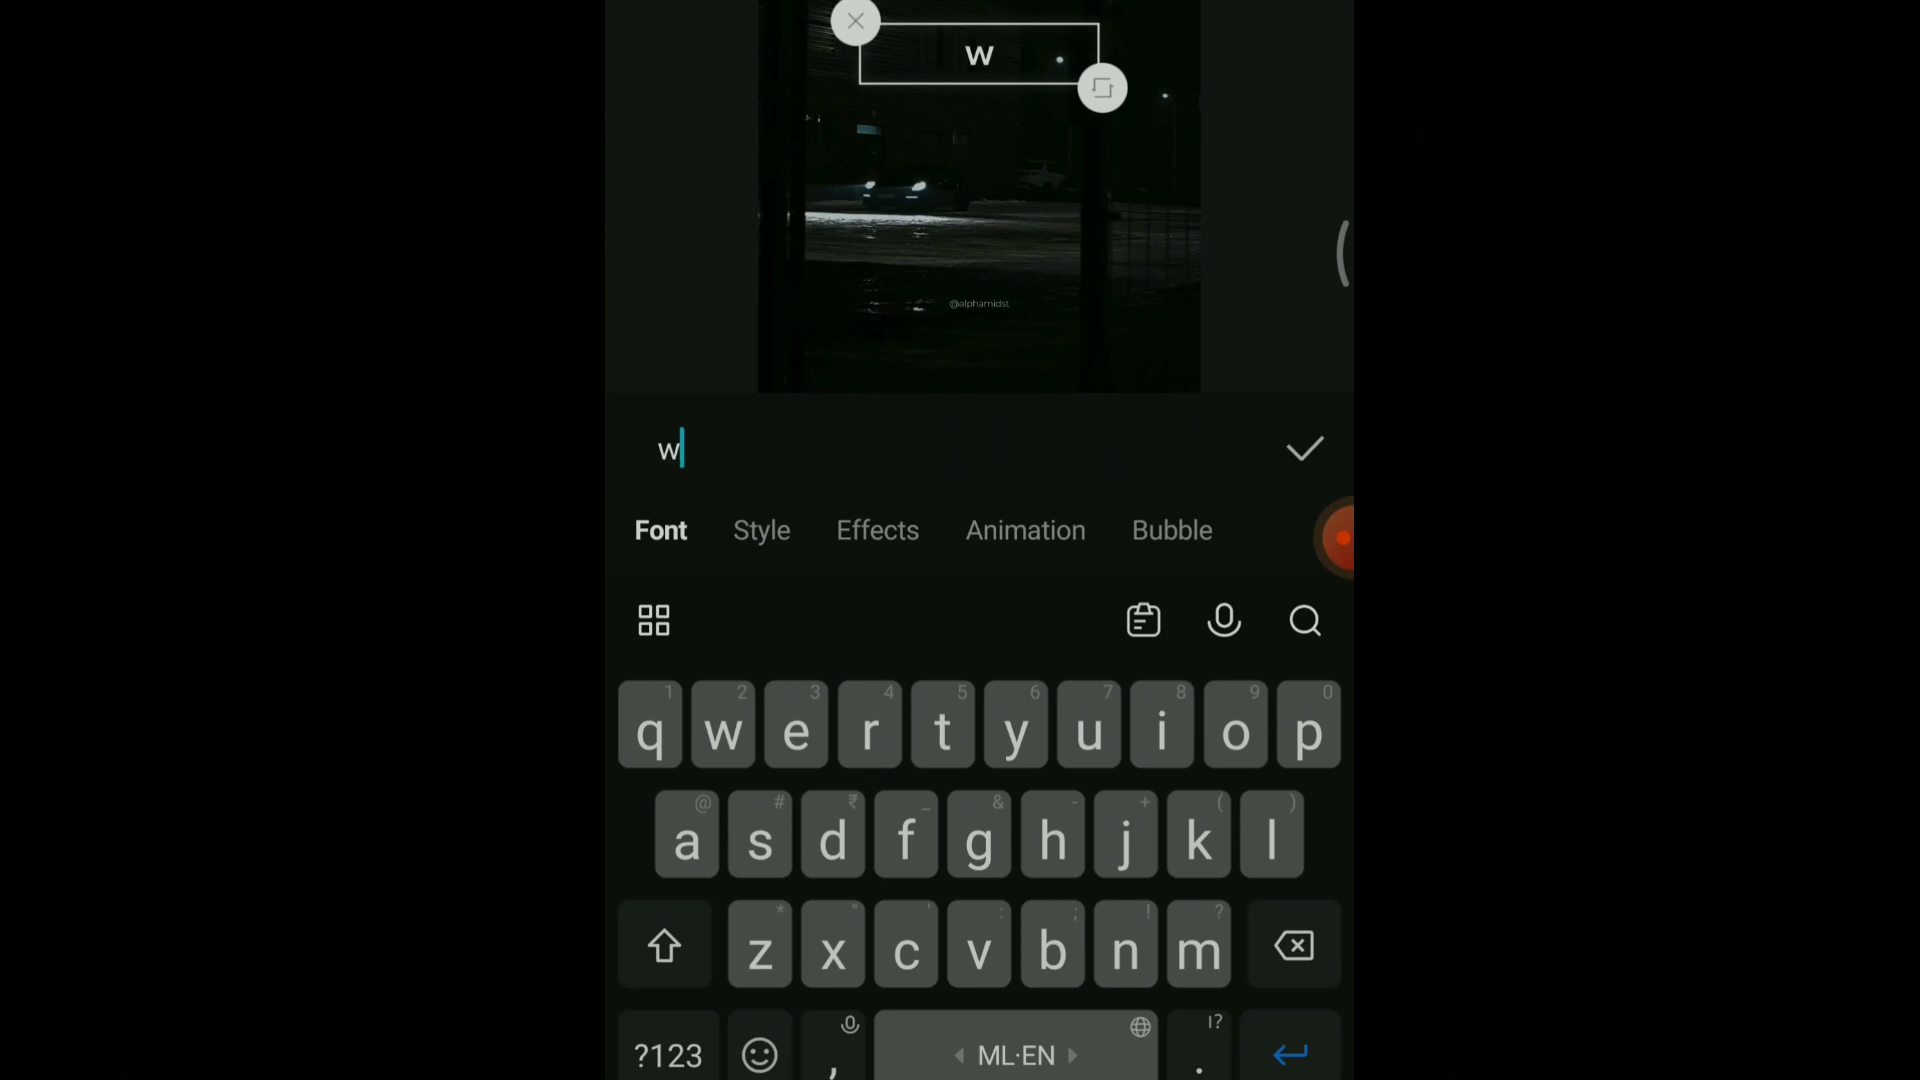 w
@alphamidst
w
Font Style Effects Animation Bubble
1 2 3 4 5 6 7 8 9 0
q w e r t y u i o p
@ # ₹ _ & - + ( )
a s d f g h j k l
* " ' : ; ! ?
z x c v b n m
!?
?123 , ML·EN .